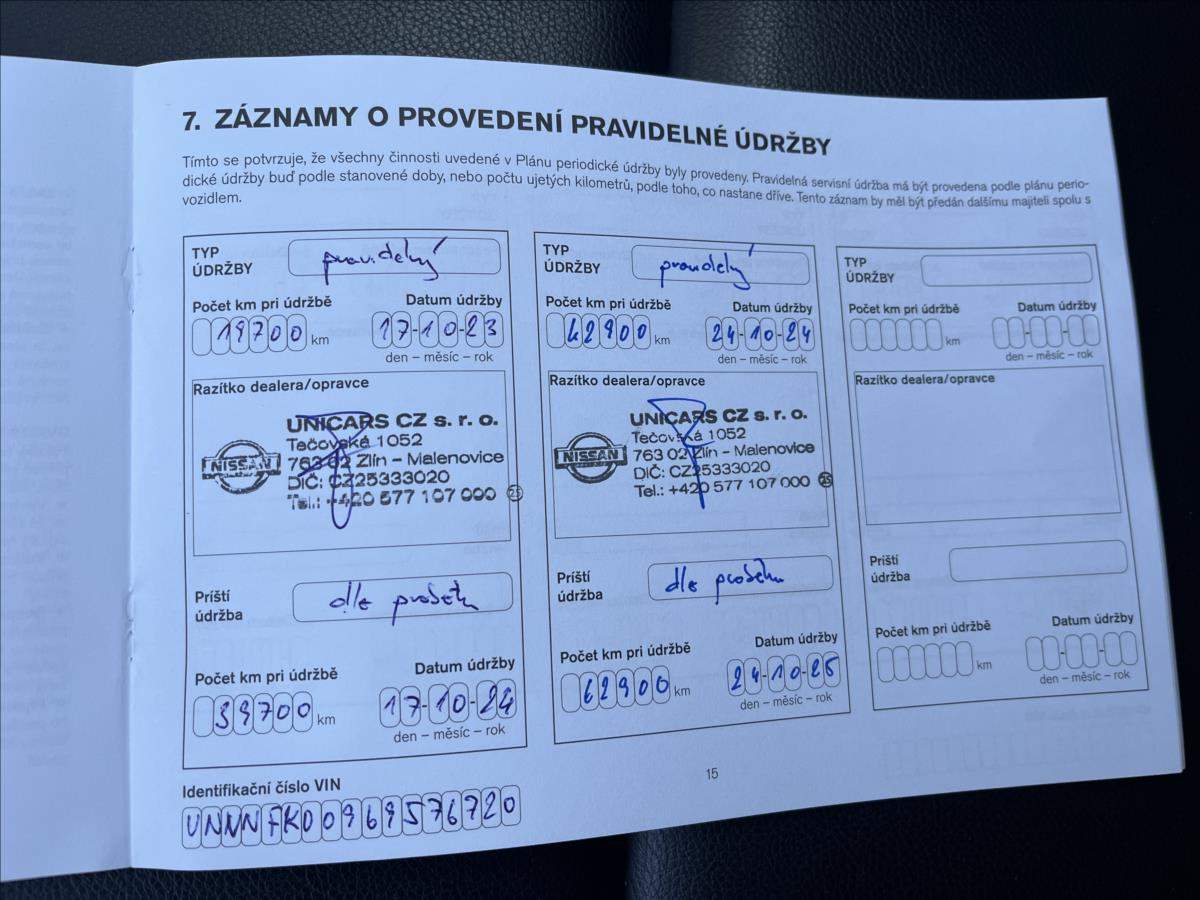 7. ZÁZNAMY O PROVEDENÍ PRAVIDELNÉ ÚDRŽBY
Tímto se potvrzuje, že všechny činnosti uvedené v Plánu periodické údržby byly provedeny. Pravidelná servisní údržba má být provedena podle plánu perio-
dické údržby buď podle stanovené doby, nebo počtu ujetých kilometrů, podle toho, co nastane dříve. Tento záznam by měl být předán dalšímu majiteli spolu s
vozidlem.
TYP
ÚDRŽBY
pravidelný
Počet km pri údržbě
Datum údržby
19700 km
17-10-23
den – měsíc – rok
Razítko dealera/opravce
UNICARS CZ s. r. o.
Tečovská 1052
763 02 Zlín – Malenovice
DIČ: CZ25333020
Tel.: +420 577 107 000
25
NISSAN
Príští
údržba
dle proběhu
Počet km pri údržbě
Datum údržby
39700 km
17-10-24
den – měsíc – rok
TYP
ÚDRŽBY
pravidelný
Počet km pri údržbě
Datum údržby
42900 km
24-10-24
den – měsíc – rok
Razítko dealera/opravce
UNICARS CZ s. r. o.
Tečovská 1052
763 02 Zlín – Malenovice
DIČ: CZ25333020
Tel.: +420 577 107 000
25
NISSAN
Príští
údržba
dle proběhu
Počet km pri údržbě
Datum údržby
62900 km
24-10-25
den – měsíc – rok
TYP
ÚDRŽBY
Počet km pri údržbě
Datum údržby
km
den – měsíc – rok
Razítko dealera/opravce
Príští
údržba
Počet km pri údržbě
Datum údržby
km
den – měsíc – rok
Identifikační číslo VIN
15